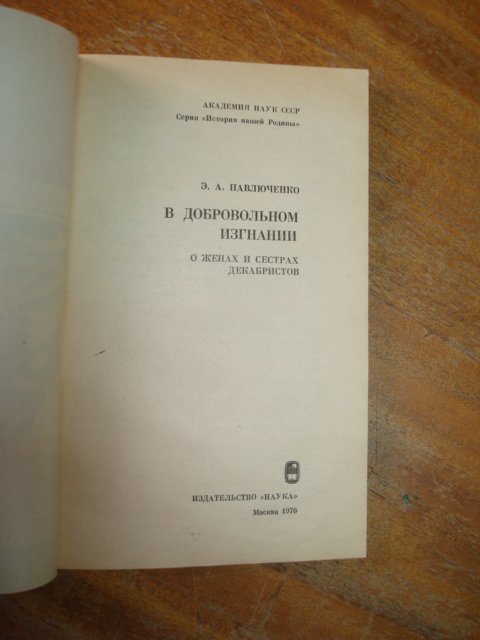 АКАДЕМИЯ НАУК СССР
Серия «История нашей Родины»
Э. А. ПАВЛЮЧЕНКО
В ДОБРОВОЛЬНОМ
ИЗГНАНИИ
О ЖЕНАХ И СЕСТРАХ
ДЕКАБРИСТОВ
ИЗДАТЕЛЬСТВО «НАУКА»
Москва 1976